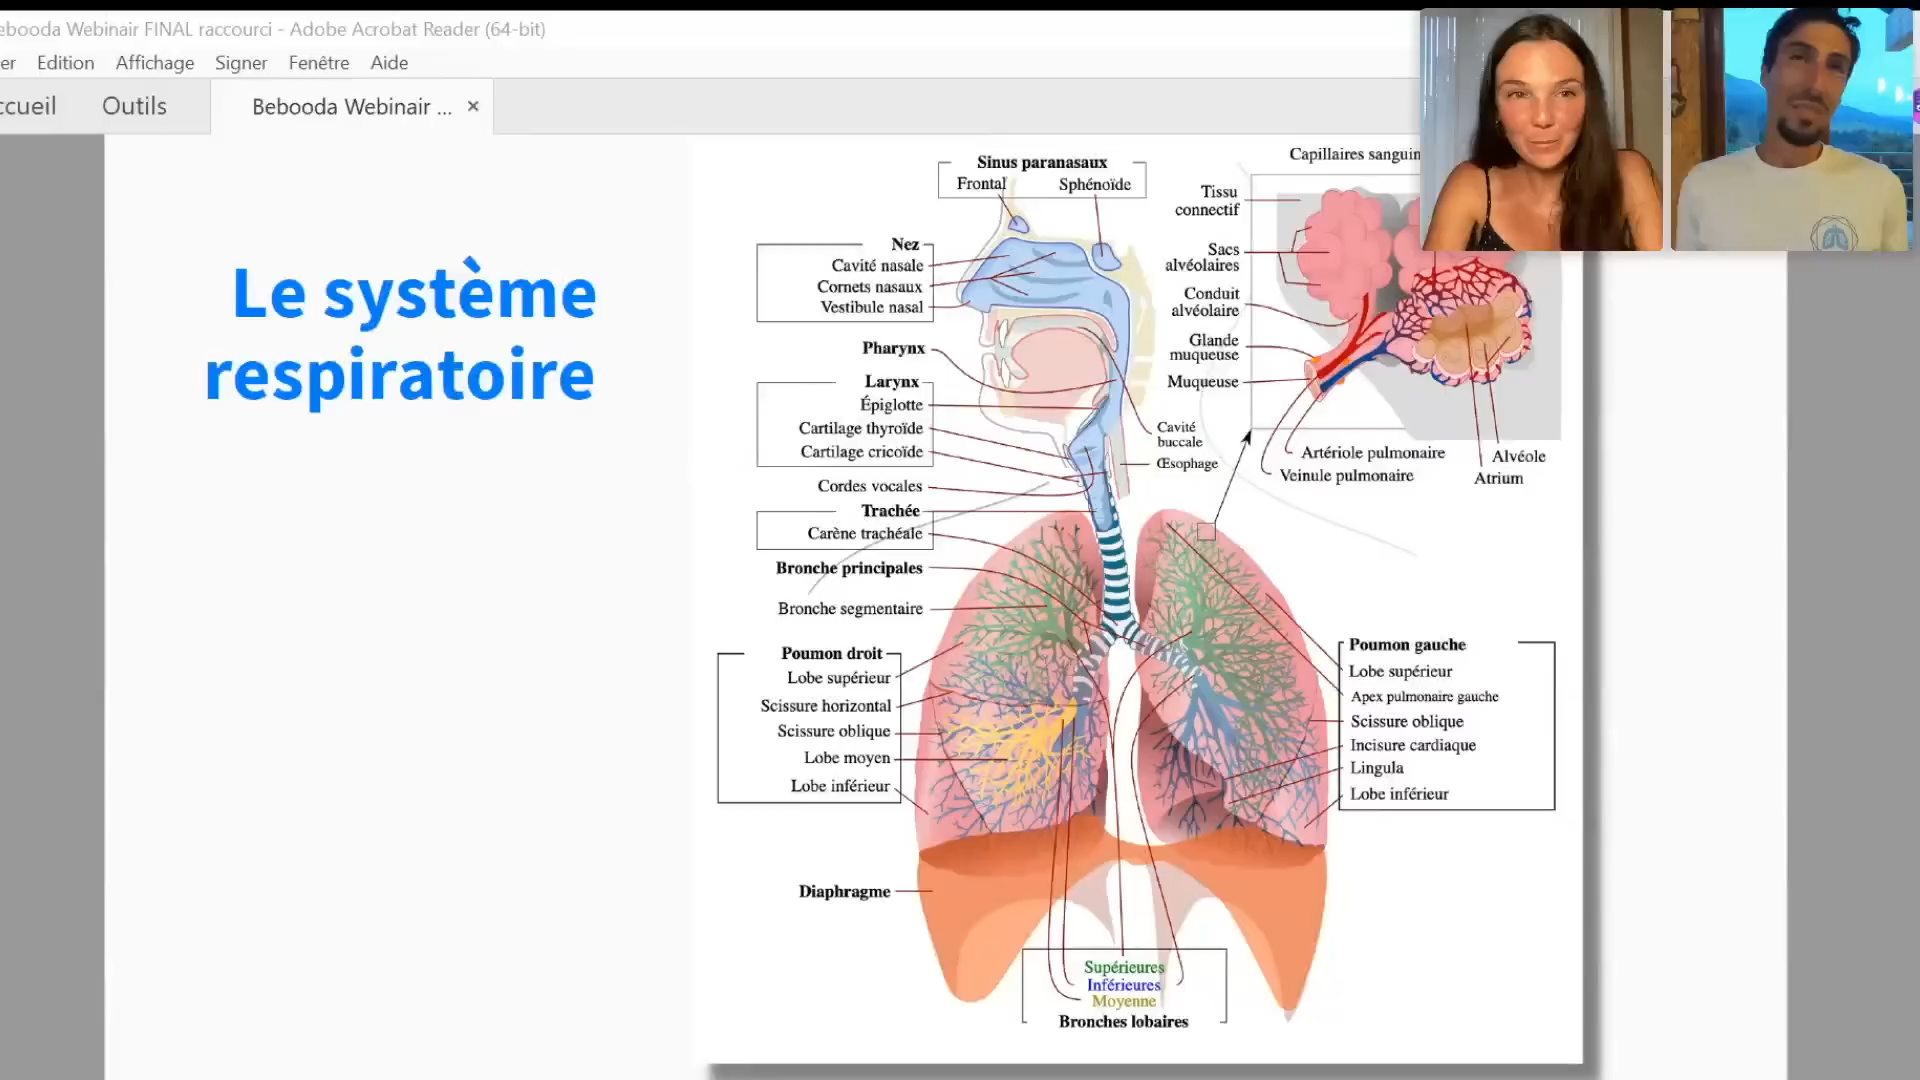 ebooda Webinair FINAL raccourci - Adobe Acrobat Reader (64-bit)
er Edition Affichage Signer Fenêtre Aide
ccueil Outils Bebooda Webinair ... ×
Le système
respiratoire
Sinus paranasaux
Frontal Sphénoïde
Nez
Cavité nasale
Cornets nasaux
Vestibule nasal
Pharynx
Larynx
Épiglotte
Cartilage thyroïde
Cartilage cricoïde
Cordes vocales
Trachée
Carène trachéale
Bronche principales
Bronche segmentaire
Poumon droit
Lobe supérieur
Scissure horizontal
Scissure oblique
Lobe moyen
Lobe inférieur
Diaphragme
Cavité
buccale
Œsophage
Capillaires sanguin
Tissu
connectif
Sacs
alvéolaires
Conduit
alvéolaire
Glande
muqueuse
Muqueuse
Artériole pulmonaire
Veinule pulmonaire
Alvéole
Atrium
Poumon gauche
Lobe supérieur
Apex pulmonaire gauche
Scissure oblique
Incisure cardiaque
Lingula
Lobe inférieur
Supérieures
Inférieures
Moyenne
Bronches lobaires